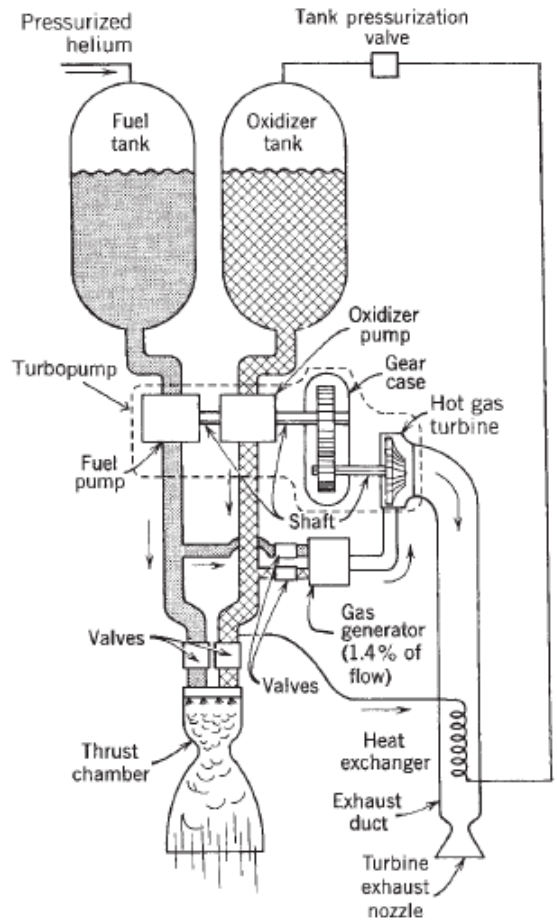 Pressurized
helium
Tank pressurization
valve
Fuel
tank
Oxidizer
tank
Oxidizer
pump
Turbopump
Gear
case
Hot gas
turbine
Fuel
pump
Shaft
Gas
generator
(1.4% of
flow)
Valves
Valves
Thrust
chamber
Heat
exchanger
Exhaust
duct
Turbine
exhaust
nozzle